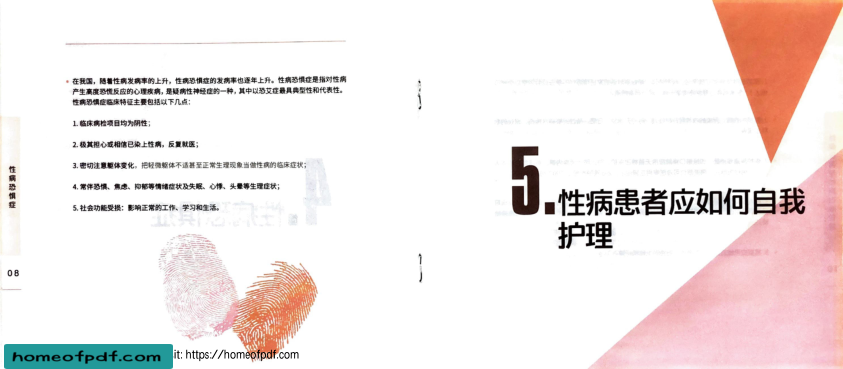 在我国，随着性病发病率的上升，性病恐惧症的发病率也逐年上升。性病恐惧症是指对性病
产生高度恐慌反应的心理疾病，是疑病性神经症的一种，其中以恐艾症最具典型性和代表性。
性病恐惧症临床特征主要包括以下几点：
1. 临床病检项目均为阴性；
2. 极其担心或相信已染上性病，反复就医；
3. 密切注意躯体变化，把轻微躯体不适甚至正常生理现象当做性病的临床症状；
4. 常伴恐惧、焦虑、抑郁等情绪症状及失眠、心悸、头晕等生理症状；
5. 社会功能受损：影响正常的工作、学习和生活。
性病恐惧症
08
homeofpdf.com
it: https://homeofpdf.com
5.性病患者应如何自我
护理